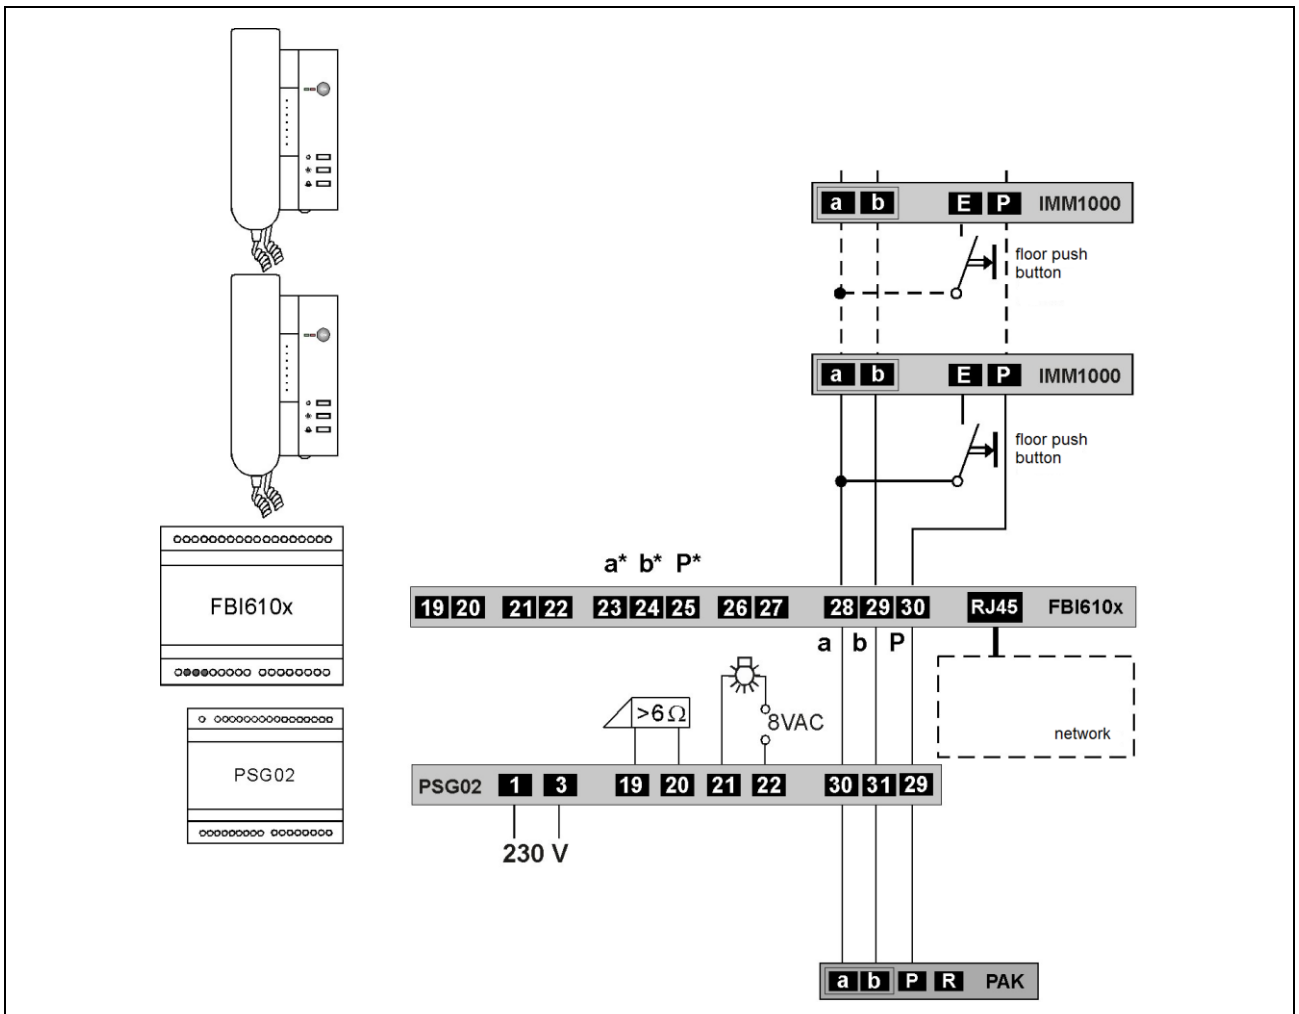 a b E P IMM1000
floor push
button
a b E P IMM1000
floor push
button
FBI610x
a* b* P*
19 20 21 22 23 24 25 26 27 28 29 30 RJ45 FBI610x
a b P
>6Ω
8VAC
network
PSG02
PSG02 1 3 19 20 21 22 30 31 29
230 V
a b P R PAK